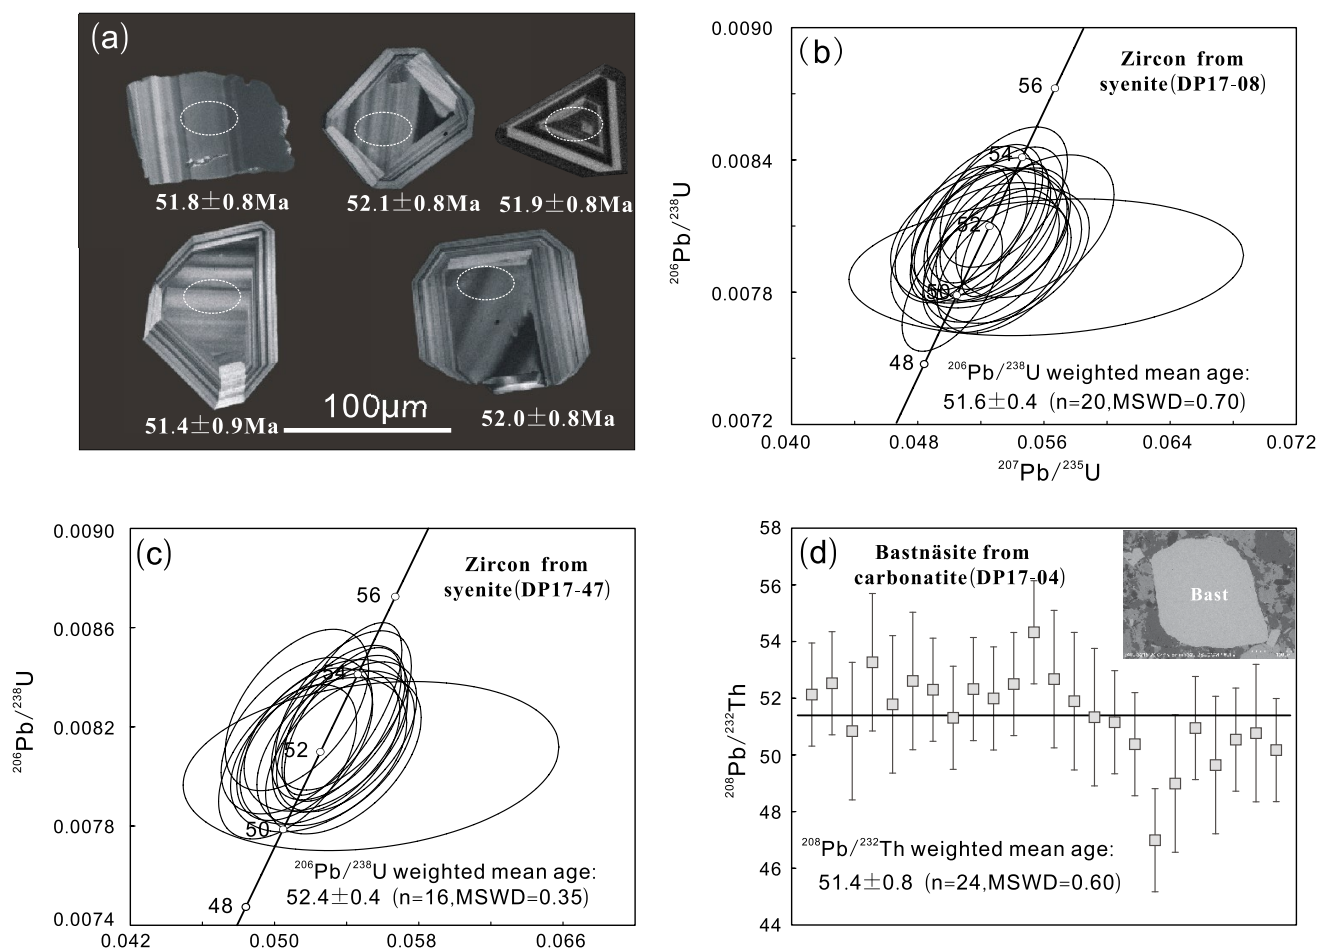 (a)
51.8±0.8Ma
52.1±0.8Ma
51.9±0.8Ma
51.4±0.9Ma
100μm
52.0±0.8Ma
(b)
Zircon from
syenite(DP17-08)
0.0090
0.0084
0.0078
0.0072
206Pb/238U
56
54
52
50
48
206Pb/238U weighted mean age:
51.6±0.4 (n=20,MSWD=0.70)
0.040
0.048
0.056
0.064
0.072
207Pb/235U
(c)
Zircon from
syenite(DP17-47)
0.0090
0.0086
0.0082
0.0078
0.0074
206Pb/238U
56
54
52
50
48
206Pb/238U weighted mean age:
52.4±0.4 (n=16,MSWD=0.35)
0.042
0.050
0.058
0.066
(d)
Bastnäsite from
carbonatite(DP17-04)
Bast
58
56
54
52
50
48
46
44
208Pb/232Th
208Pb/232Th weighted mean age:
51.4±0.8 (n=24,MSWD=0.60)